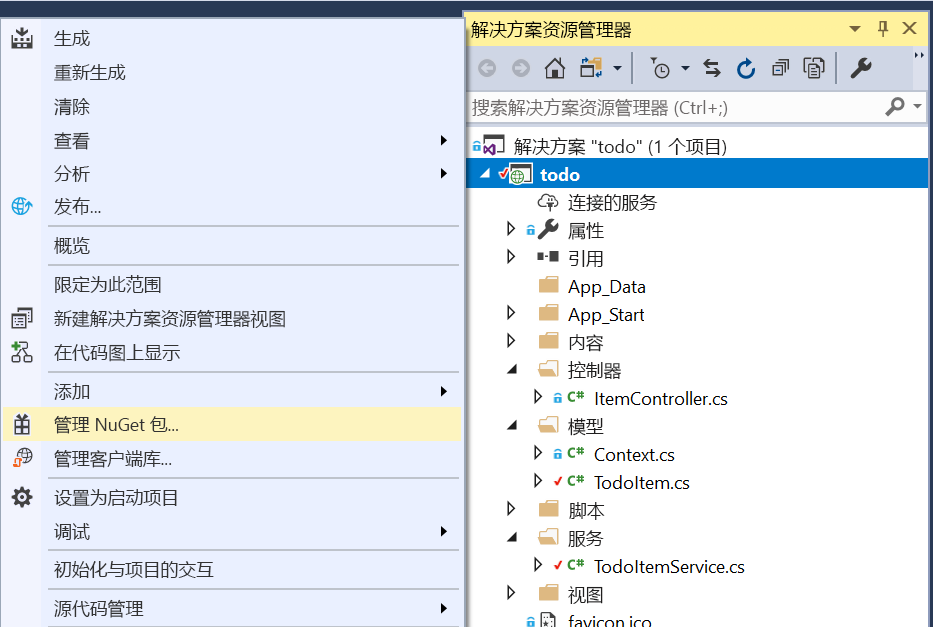 生成
重新生成
清除
查看
分析
发布...
概览
限定为此范围
新建解决方案资源管理器视图
在代码图上显示
添加
管理 NuGet 包...
管理客户端库...
设置为启动项目
调试
初始化与项目的交互
源代码管理
解决方案资源管理器
搜索解决方案资源管理器 (Ctrl+;)
解决方案 "todo" (1 个项目)
todo
连接的服务
属性
引用
App_Data
App_Start
内容
控制器
C# ItemController.cs
模型
C# Context.cs
C# TodoItem.cs
脚本
服务
C# TodoItemService.cs
视图
favicon.ico